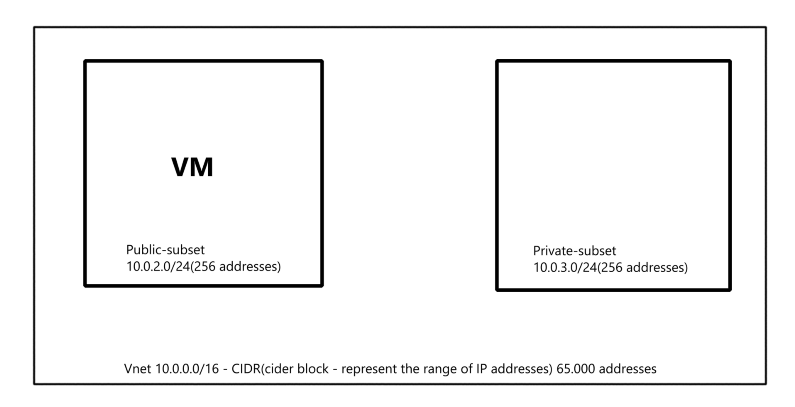 VM
Public-subset
10.0.2.0/24(256 addresses)
Private-subset
10.0.3.0/24(256 addresses)
Vnet 10.0.0.0/16 - CIDR(cider block - represent the range of IP addresses) 65.000 addresses